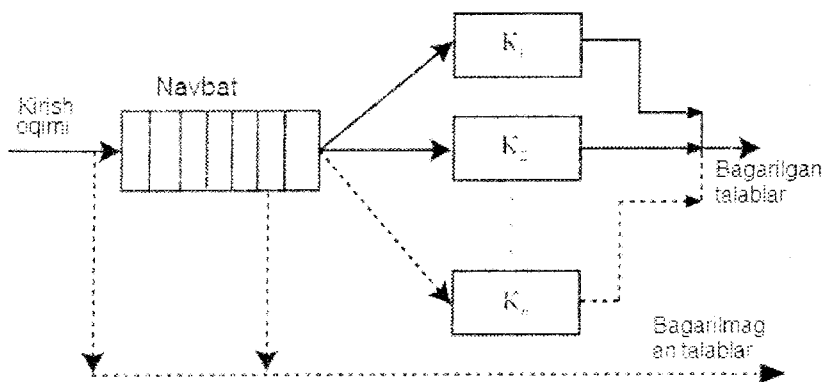 Kirish
oqimi
Navbat
K₁
K₂
Kₙ
Bagarilgan
talablar
Bagarilmag
an talablar